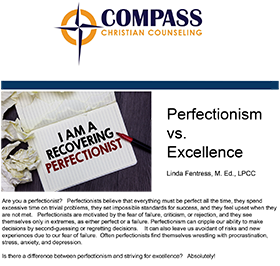 COMPASS
CHRISTIAN COUNSELING
I AM A
RECOVERING
PERFECTIONIST
Perfectionism
vs.
Excellence
Linda Fentress, M. Ed., LPCC
Are you a perfectionist? Perfectionists believe that everything must be perfect all the time, they spend
excessive time on trivial problems, they set impossible standards for success, and they feel upset when they
are not met. Perfectionists are motivated by the fear of failure, criticism, or rejection, and they see
themselves only in extremes, as either perfect or a failure. Perfectionism can cripple our ability to make
decisions by second-guessing or regretting decisions. It can also leave us avoidant of risks and new
experiences due to our fear of failure. Often perfectionists find themselves wrestling with procrastination,
stress, anxiety, and depression.
Is there a difference between perfectionism and striving for excellence? Absolutely!